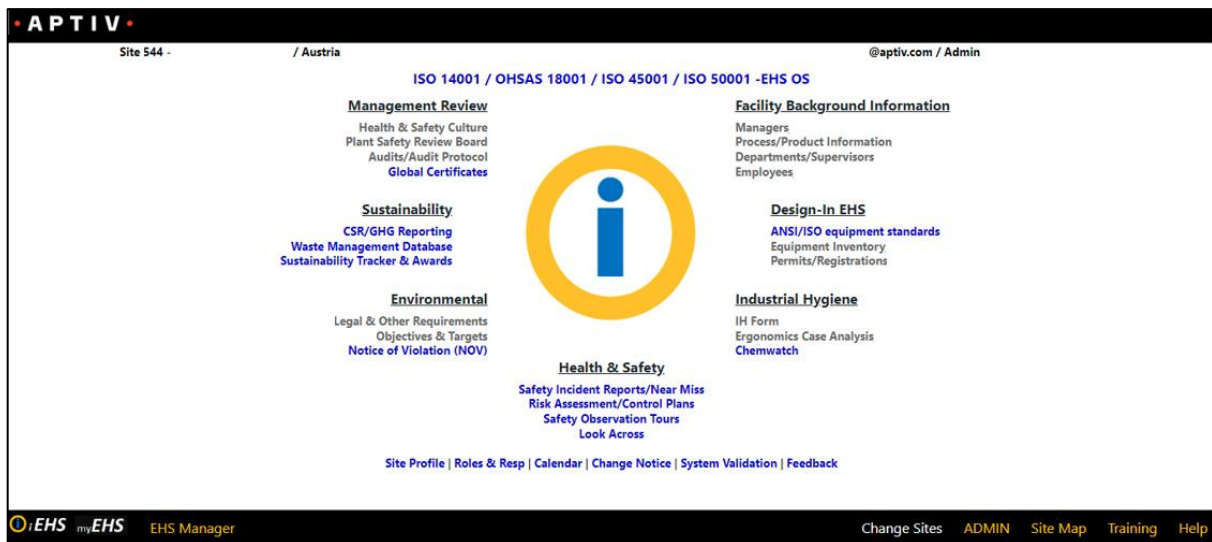 • APTIV •
Site 544 - / Austria @aptiv.com / Admin
ISO 14001 / OHSAS 18001 / ISO 45001 / ISO 50001 -EHS OS
Management Review
Health & Safety Culture
Plant Safety Review Board
Audits/Audit Protocol
Global Certificates
Facility Background Information
Managers
Process/Product Information
Departments/Supervisors
Employees
Sustainability
CSR/GHG Reporting
Waste Management Database
Sustainability Tracker & Awards
Design-In EHS
ANSI/ISO equipment standards
Equipment Inventory
Permits/Registrations
Environmental
Legal & Other Requirements
Objectives & Targets
Notice of Violation (NOV)
Industrial Hygiene
IH Form
Ergonomics Case Analysis
Chemwatch
i
Health & Safety
Safety Incident Reports/Near Miss
Risk Assessment/Control Plans
Safety Observation Tours
Look Across
Site Profile | Roles & Resp | Calendar | Change Notice | System Validation | Feedback
i iEHS myEHS EHS Manager Change Sites ADMIN Site Map Training Help